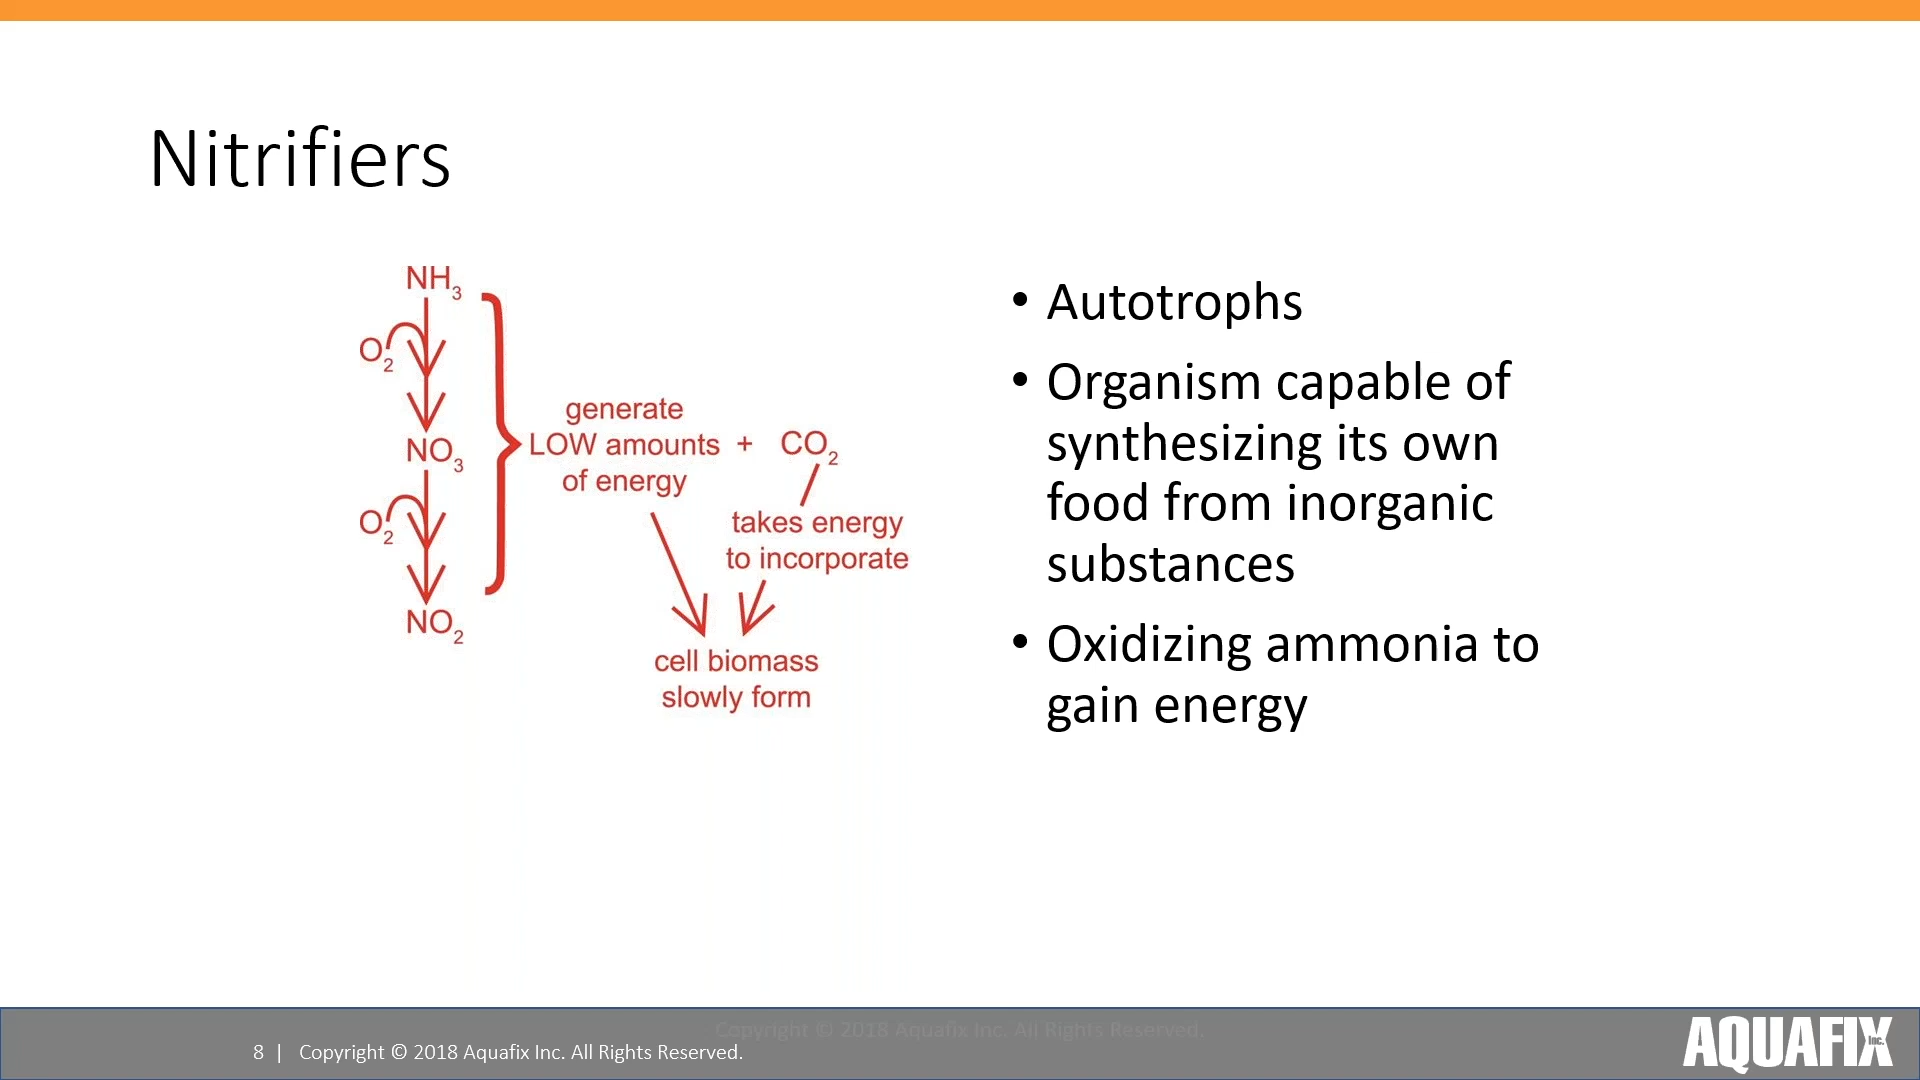 Nitrifiers
NH3
O2
NO3
O2
NO2
generate
LOW amounts + CO2
of energy
takes energy
to incorporate
cell biomass
slowly form
• Autotrophs
• Organism capable of
synthesizing its own
food from inorganic
substances
• Oxidizing ammonia to
gain energy
Copyright © 2018 Aquafix Inc. All Rights Reserved.
8 | Copyright © 2018 Aquafix Inc. All Rights Reserved.
AQUAFIX Inc.